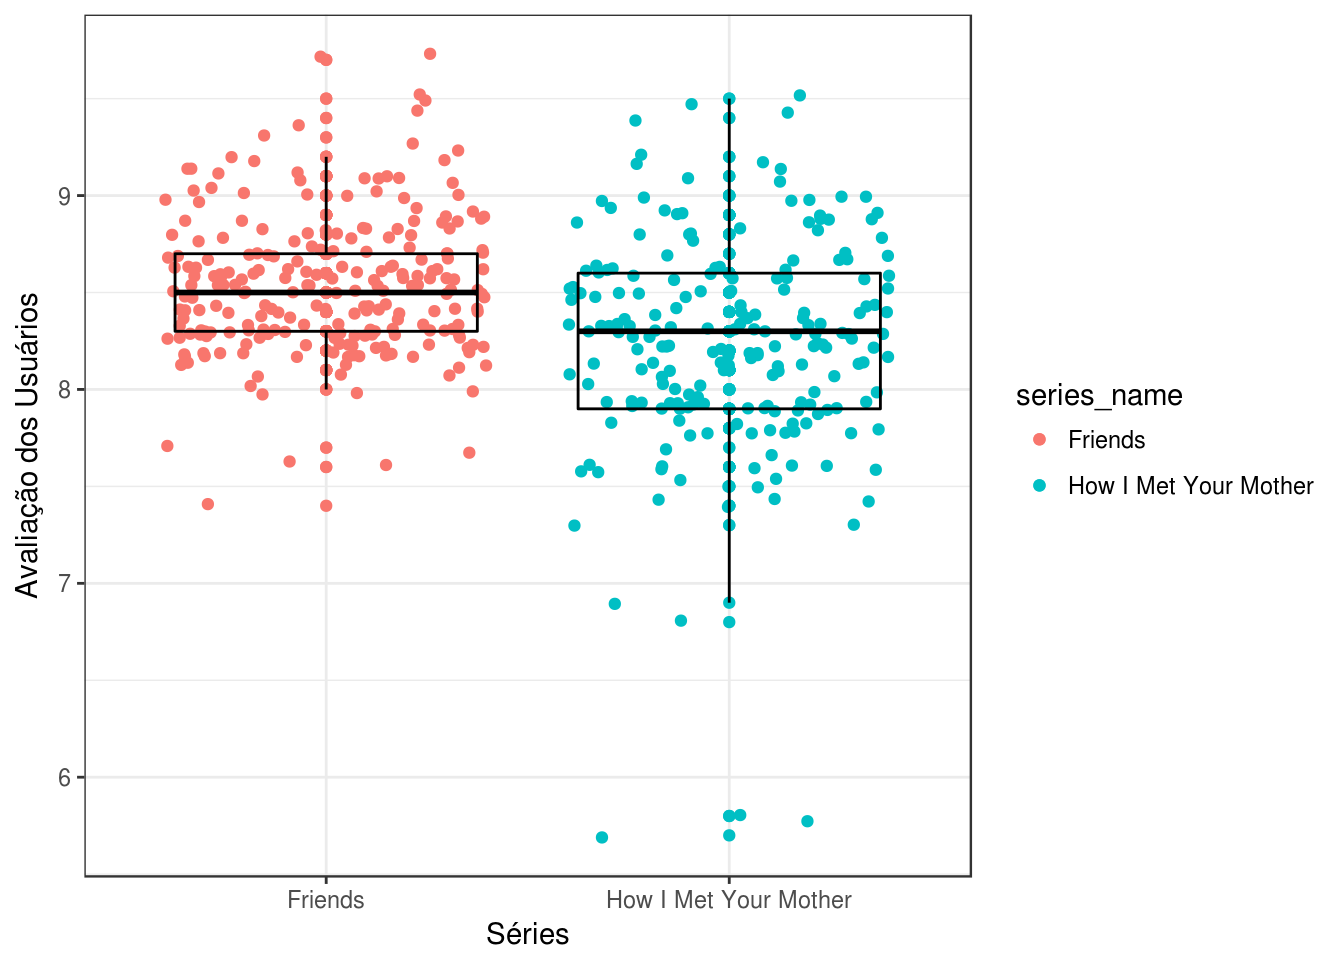 Avaliação dos Usuários
9
8
7
6
Friends
How I Met Your Mother
Séries
series_name
Friends
How I Met Your Mother